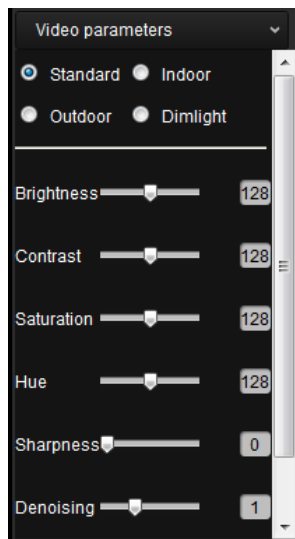 Video parameters
Standard Indoor
Outdoor Dimlight
Brightness 128
Contrast 128
Saturation 128
Hue 128
Sharpness 0
Denoising 1